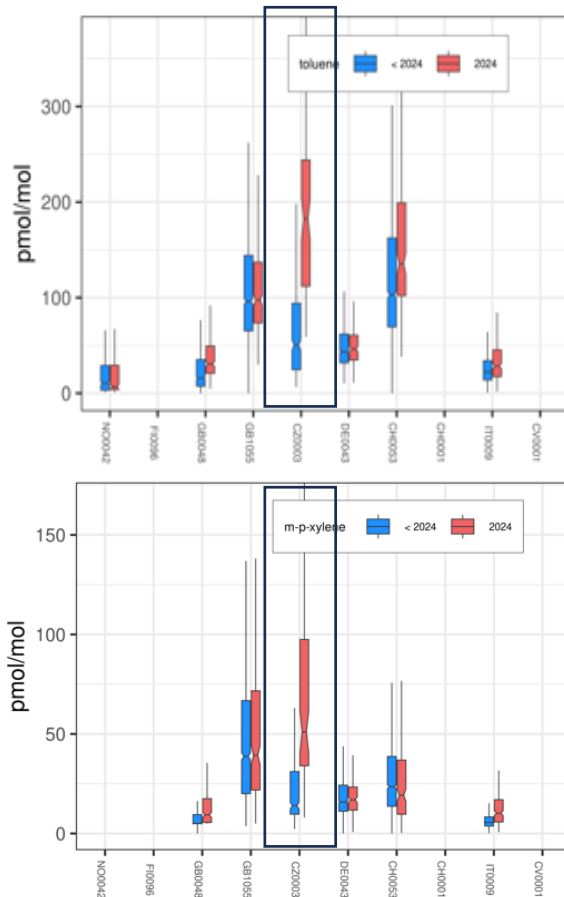 toluene < 2024 2024
300
200
100
0
pmol/mol
NO0042 FI0096 GB0048 GB1055 CZ0003 DE0043 CH0053 CH0001 IT0009 CV0001
m-p-xylene < 2024 2024
150
100
50
0
pmol/mol
NO0042 FI0096 GB0048 GB1055 CZ0003 DE0043 CH0053 CH0001 IT0009 CV0001